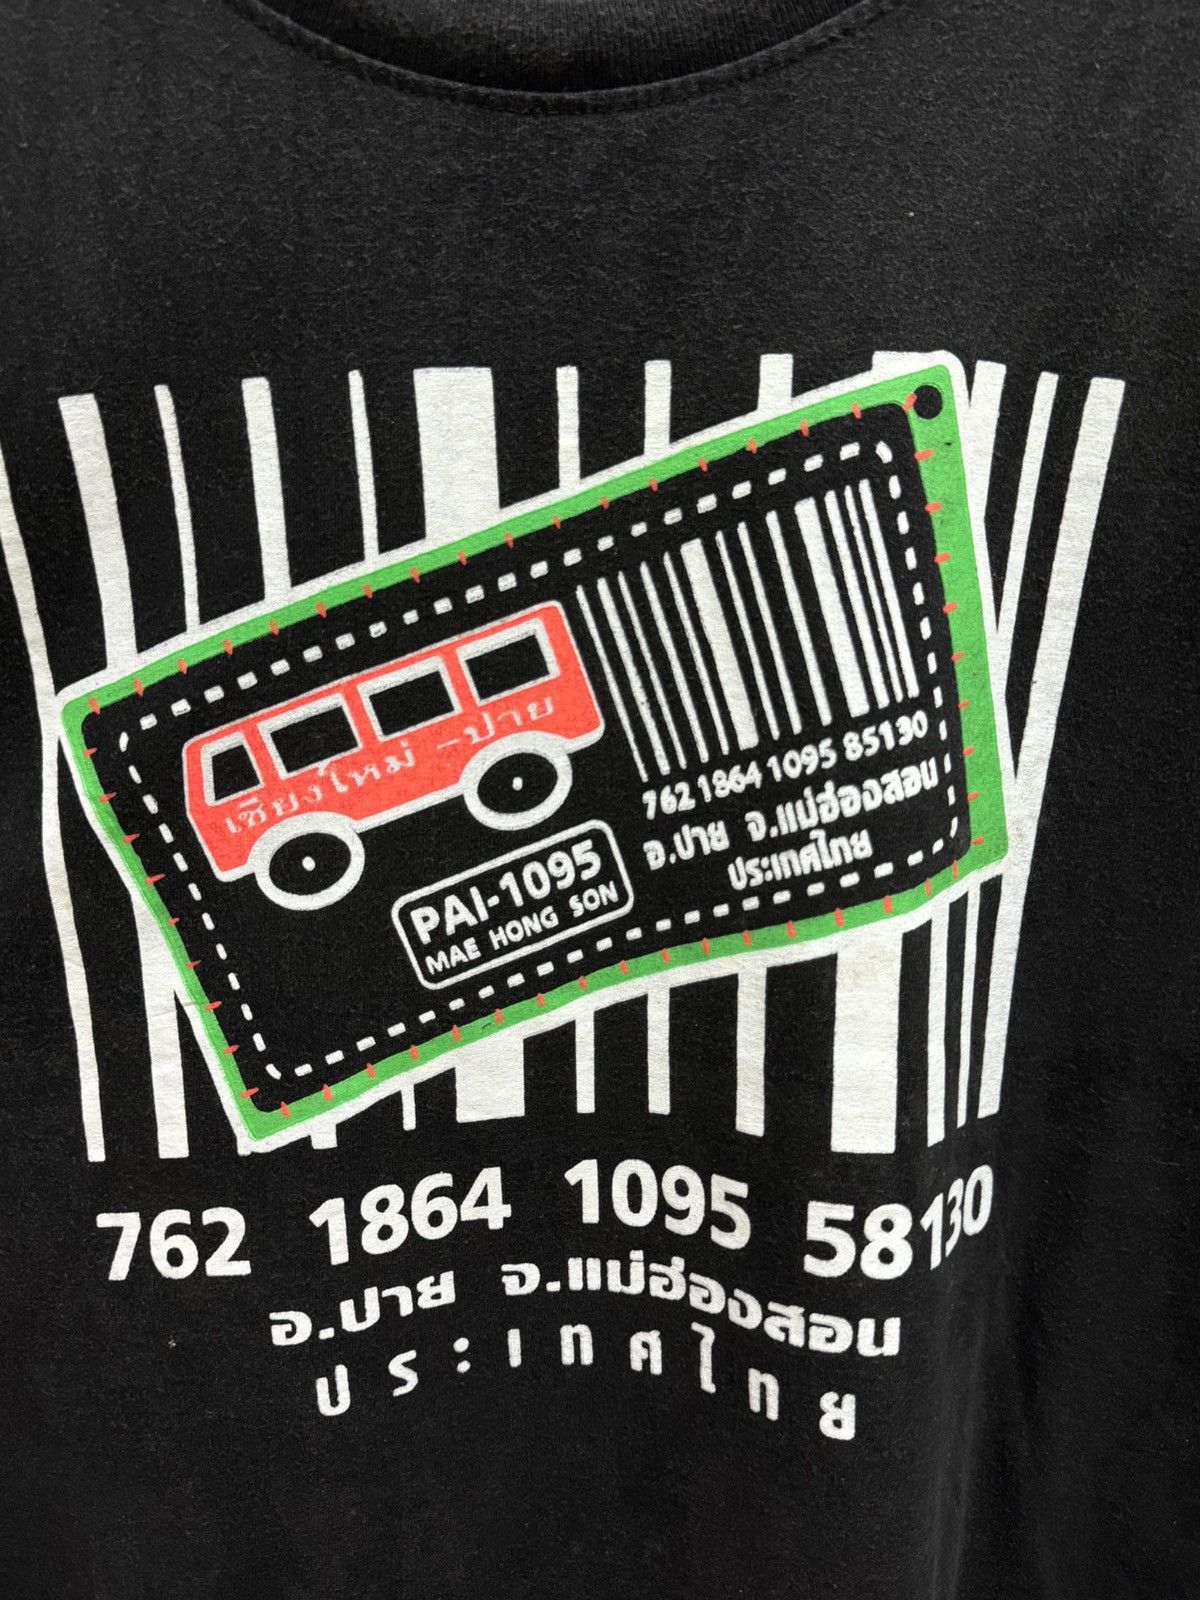 เชียงใหม่ -ปาย
PAI-1095
MAE HONG SON
762 1864 1095 85130
อ.ปาย จ.แม่ฮ่องสอน
ประเทศไทย
762 1864 1095 58130
อ.ปาย จ.แม่ฮ่องสอน
ประเทศไทย